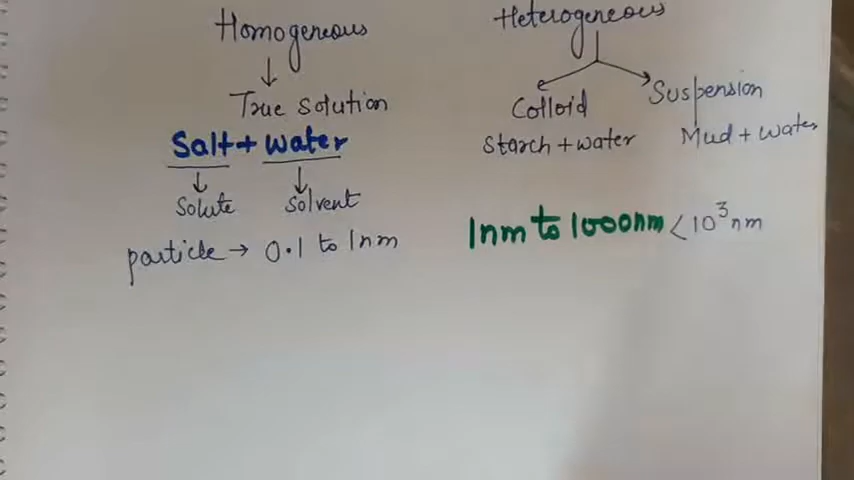 Homogeneous
Heterogeneous
True solution
Colloid
Suspension
Salt + water
Starch + water
Mud + water
Solute
Solvent
particle → 0.1 to 1nm
1nm to 1000nm < 10³nm